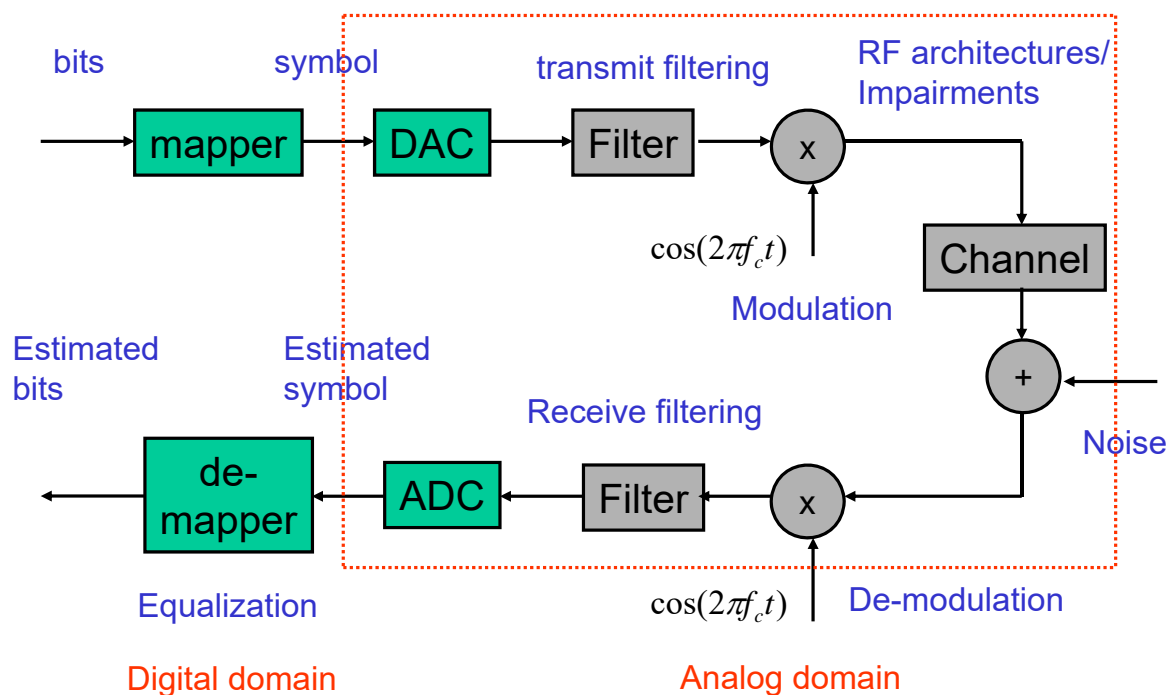 bits
symbol
transmit filtering
RF architectures/
Impairments
mapper
DAC
Filter
x
cos(2πf_c t)
Modulation
Channel
+
Noise
Estimated
bits
Estimated
symbol
Receive filtering
de-
mapper
ADC
Filter
x
Equalization
cos(2πf_c t)
De-modulation
Digital domain
Analog domain